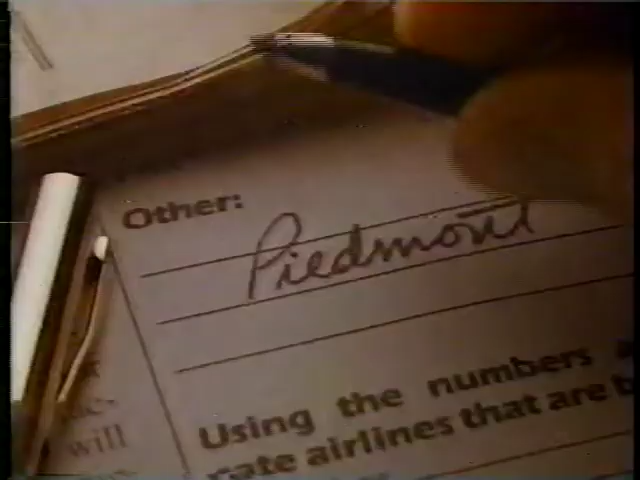 Other:
Piedmont
Using the numbers
rate airlines that are
will